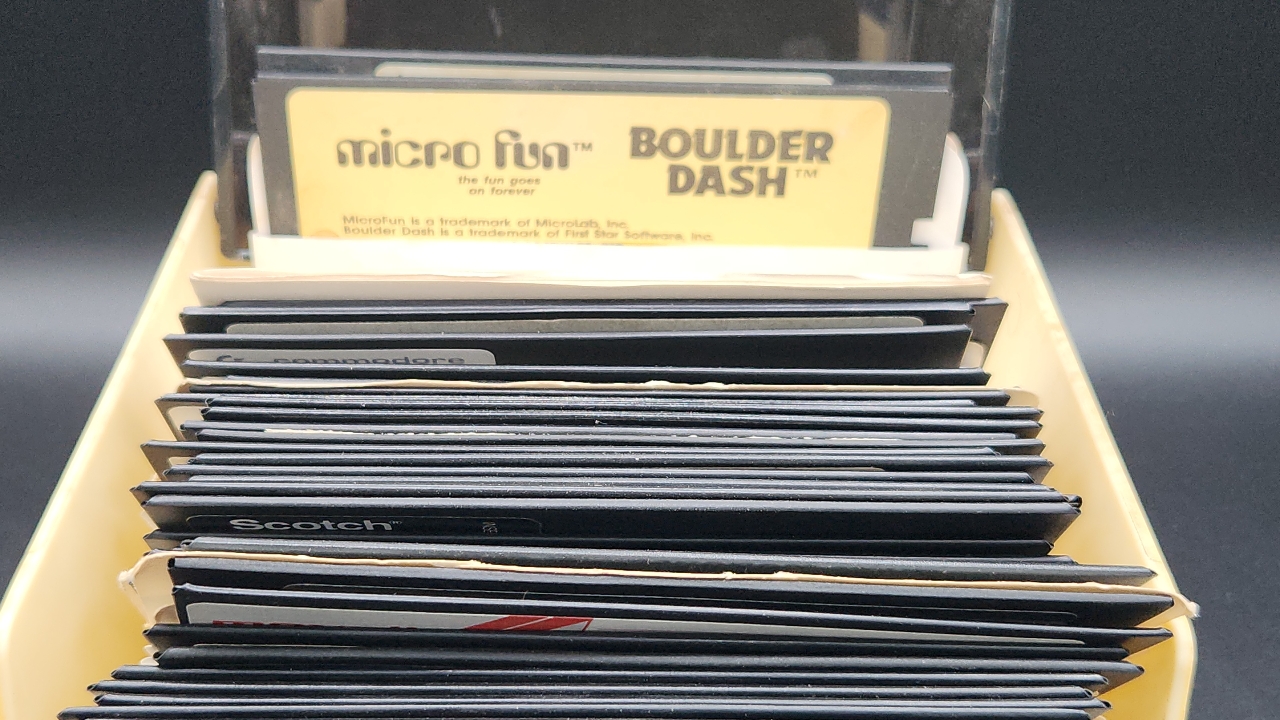 micro fun™
the fun goes
on forever
BOULDER
DASH™
MicroFun is a trademark of MicroLab, Inc.
Boulder Dash is a trademark of First Star Software, Inc.
commodore
Scotch